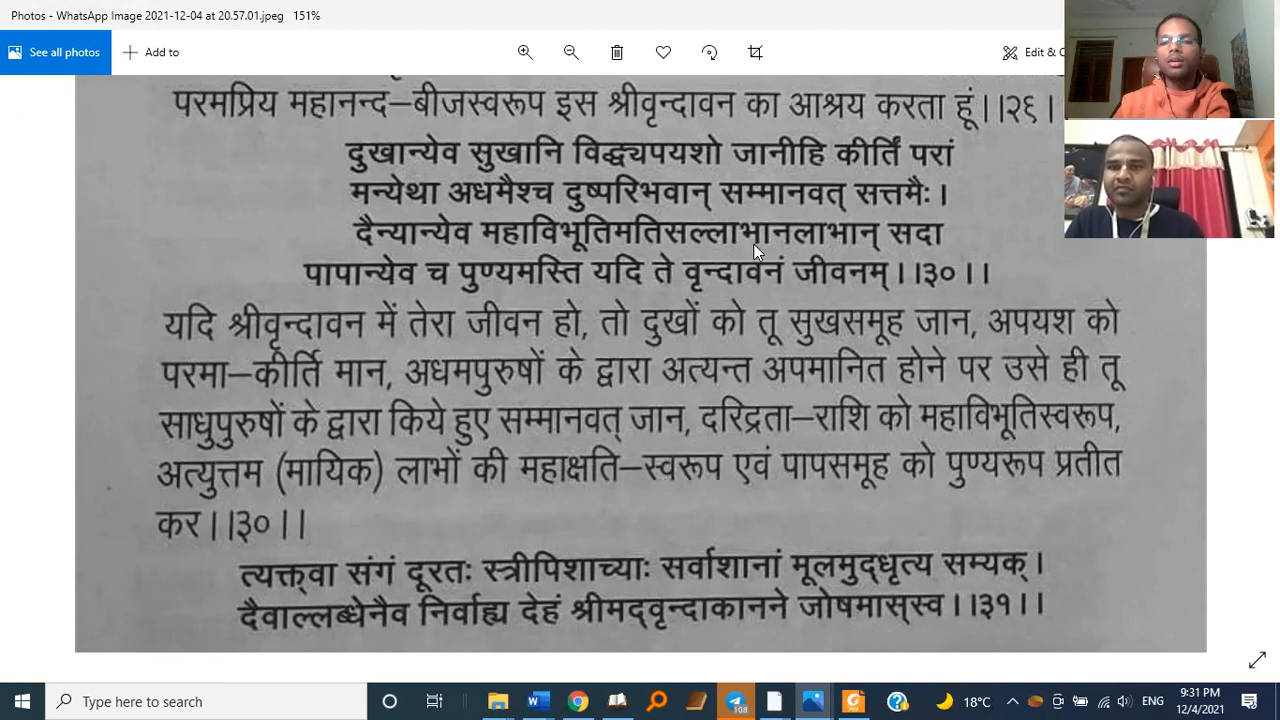 Photos - WhatsApp Image 2021-12-04 at 20.57.01.jpeg 151%
See all photos
Add to
Edit & C
परमप्रिय महानन्द–बीजस्वरूप इस श्रीवृन्दावन का आश्रय करता हूं।।२६।
दुखान्येव सुखानि विद्ध्यपयशो जानीहि कीर्तिं परां
मन्येथा अधमैश्च दुष्परिभवान् सम्मानवत् सत्तमैः।
दैन्यान्येव महाविभूतिमतिसल्लाभानलाभान् सदा
पापान्येव च पुण्यमस्ति यदि ते वृन्दावनं जीवनम्।।३०।।
यदि श्रीवृन्दावन में तेरा जीवन हो, तो दुखों को तू सुखसमूह जान, अपयश को
परमा–कीर्ति मान, अधमपुरुषों के द्वारा अत्यन्त अपमानित होने पर उसे ही तू
साधुपुरुषों के द्वारा किये हुए सम्मानवत् जान, दरिद्रता–राशि को महाविभूतिस्वरूप,
अत्युत्तम (मायिक) लाभों की महाक्षति–स्वरूप एवं पापसमूह को पुण्यरूप प्रतीत
कर।।३०।।
त्यक्त्वा संगं दूरतः स्त्रीपिशाच्याः सर्वाशानां मूलमुद्धृत्य सम्यक्।
दैवाल्लब्धेनैव निर्वाह्य देहं श्रीमद्वृन्दाकानने जोषमास्स्व।।३१।।
Type here to search
108
18°C
ENG
9:31 PM
12/4/2021